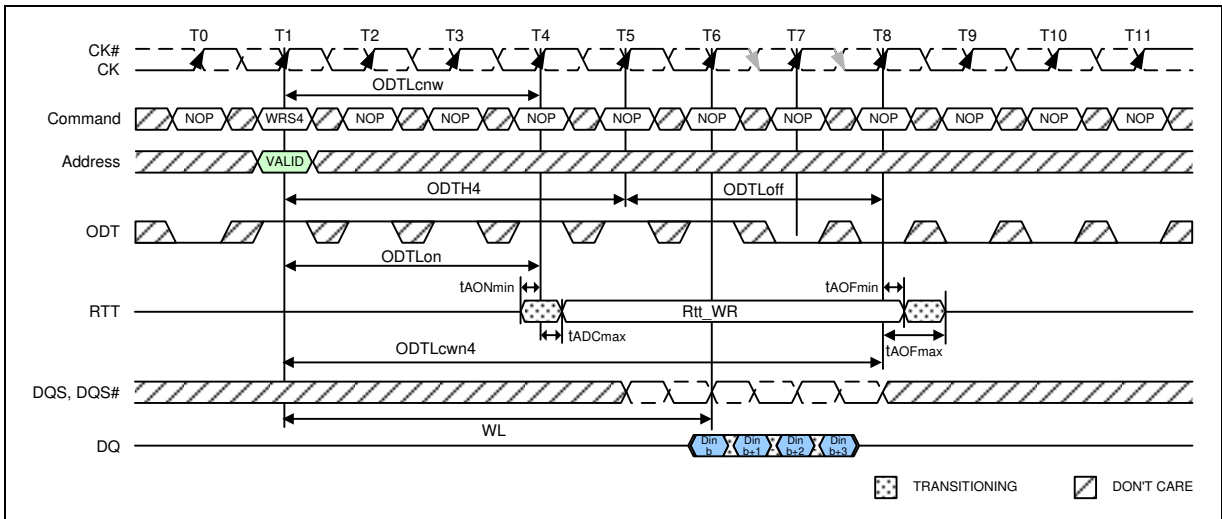 T0 T1 T2 T3 T4 T5 T6 T7 T8 T9 T10 T11
CK#
CK
ODTLcnw
Command NOP WRS4 NOP NOP NOP NOP NOP NOP NOP NOP NOP NOP
Address VALID
ODTH4 ODTLoff
ODT
ODTLon
tAONmin tAOFmin
RTT Rtt_WR
tADCmax tAOFmax
ODTLcwn4
DQS, DQS#
WL
DQ Din b Din b+1 Din b+2 Din b+3
TRANSITIONING DON'T CARE